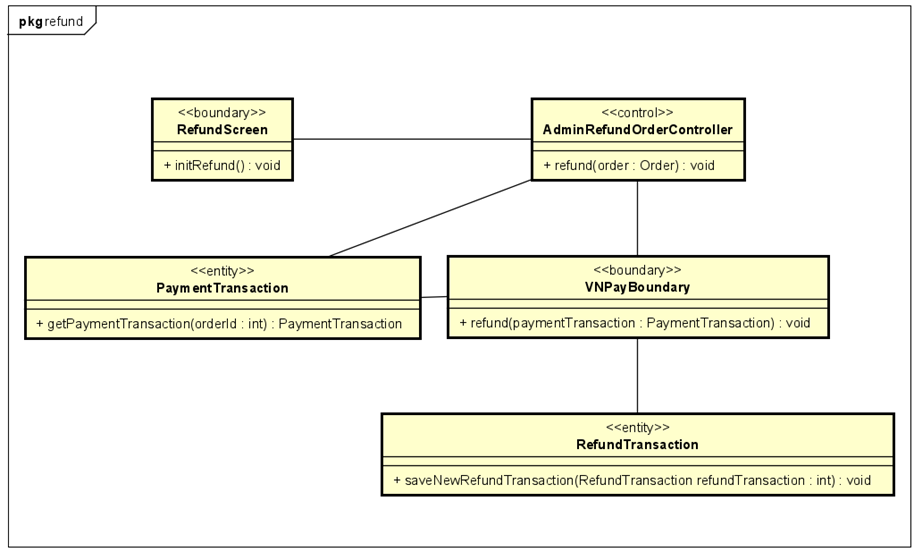 pkg refund
<<boundary>>
RefundScreen
+ initRefund() : void
<<control>>
AdminRefundOrderController
+ refund(order : Order) : void
<<entity>>
PaymentTransaction
+ getPaymentTransaction(orderId : int) : PaymentTransaction
<<boundary>>
VNPayBoundary
+ refund(paymentTransaction : PaymentTransaction) : void
<<entity>>
RefundTransaction
+ saveNewRefundTransaction(RefundTransaction refundTransaction : int) : void